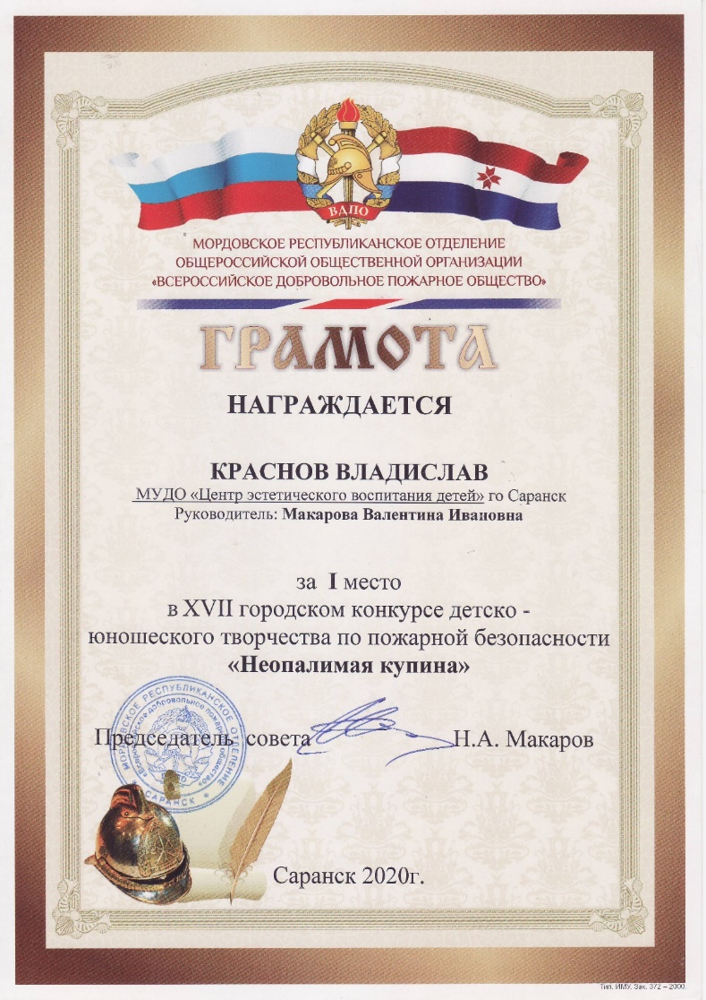 ВДПО
МОРДОВСКОЕ РЕСПУБЛИКАНСКОЕ ОТДЕЛЕНИЕ
ОБЩЕРОССИЙСКОЙ ОБЩЕСТВЕННОЙ ОРГАНИЗАЦИИ
«ВСЕРОССИЙСКОЕ ДОБРОВОЛЬНОЕ ПОЖАРНОЕ ОБЩЕСТВО»
ГРАМОТА
НАГРАЖДАЕТСЯ
КРАСНОВ ВЛАДИСЛАВ
МУДО «Центр эстетического воспитания детей» го Саранск
Руководитель: Макарова Валентина Ивановна
за I место
в XVII городском конкурсе детско -
юношеского творчества по пожарной безопасности
«Неопалимая купина»
МОРДОВСКОЕ РЕСПУБЛИКАНСКОЕ ОТДЕЛЕНИЕ
«Всероссийское добровольное пожарное общество»
САРАНСК
Председатель совета Н.А. Макаров
Саранск 2020г.
Тип. ИМУ. Зак. 372 – 2000.